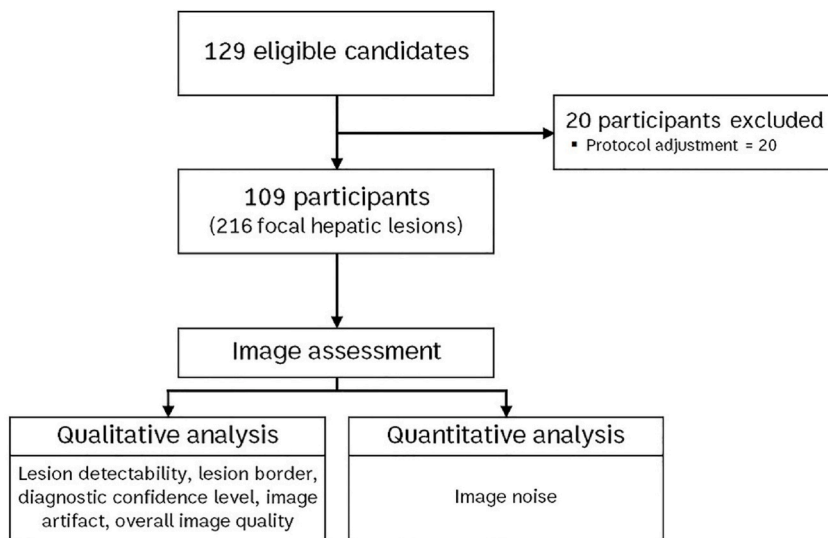 129 eligible candidates
20 participants excluded
▪ Protocol adjustment = 20
109 participants
(216 focal hepatic lesions)
Image assessment
Qualitative analysis
Lesion detectability, lesion border,
diagnostic confidence level, image
artifact, overall image quality
Quantitative analysis
Image noise